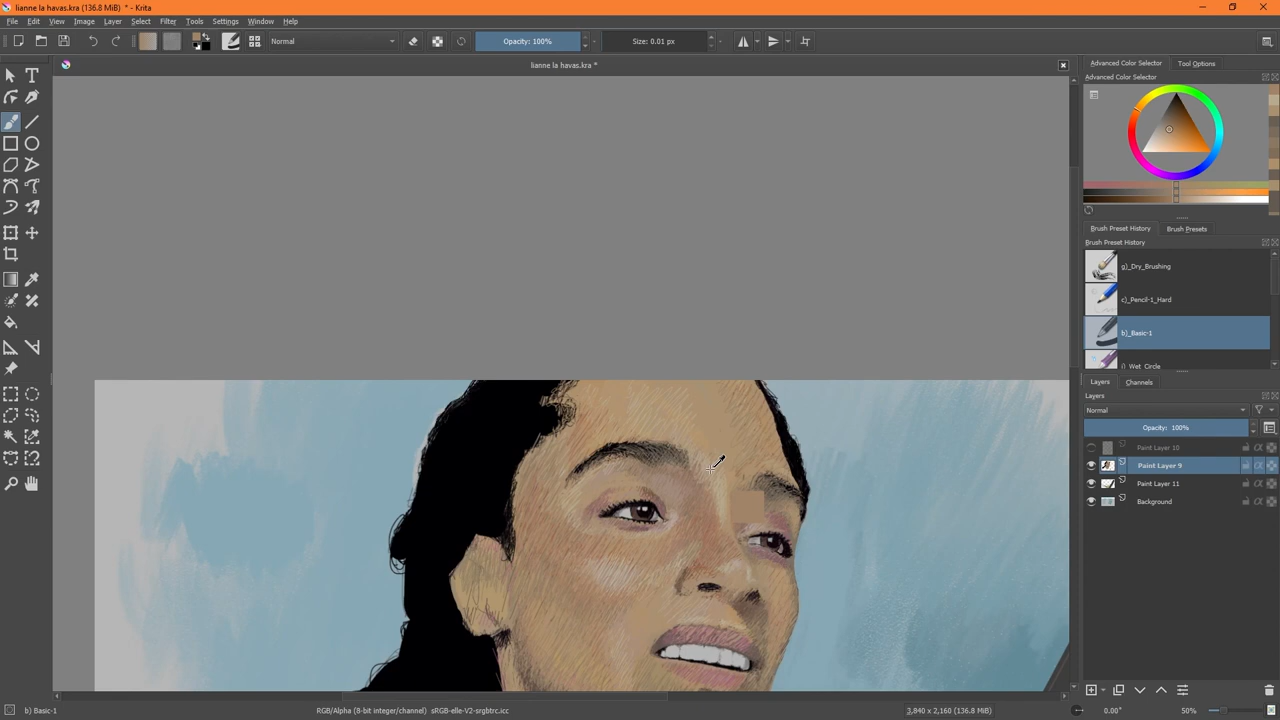 lianne la havas.kra (136.8 MiB) * - Krita
File Edit View Image Layer Select Filter Tools Settings Window Help
Normal Opacity: 100% Size: 0.01 px
lianne la havas.kra *
Advanced Color Selector Tool Options
Advanced Color Selector
Brush Preset History Brush Presets
Brush Preset History
g)_Dry_Brushing
c)_Pencil-1_Hard
b)_Basic-1
i)_Wet_Circle
Layers Channels
Layers
Normal
Opacity: 100%
Paint Layer 10
Paint Layer 9
Paint Layer 11
Background
b) Basic-1 RGB/Alpha (8-bit integer/channel) sRGB-elle-V2-srgbtrc.icc 3,840 x 2,160 (136.8 MiB) 0.00° 50%